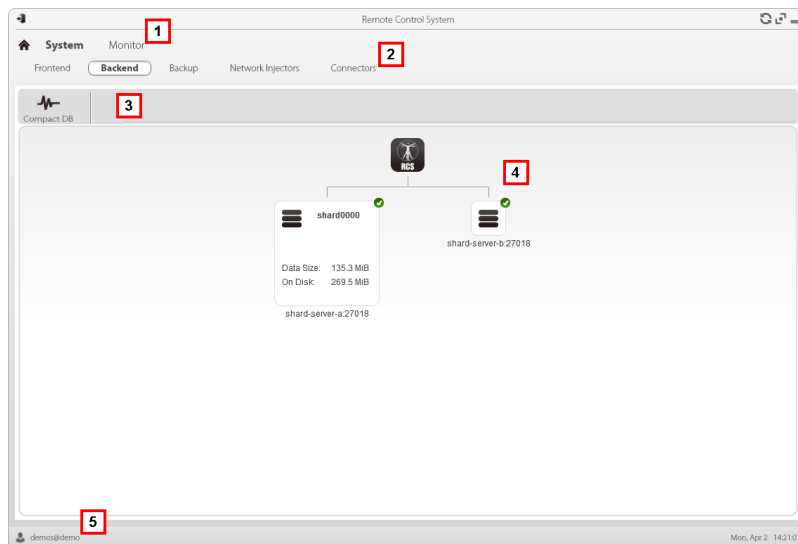 Remote Control System
1
System Monitor
2
Frontend Backend Backup Network Injectors Connectors
3
Compact DB
RCS
4
shard0000
shard-server-b:27018
Data Size: 135.3 MiB
On Disk: 269.5 MiB
shard-server-a:27018
5
demos@demo Mon, Apr 2 14:21:0